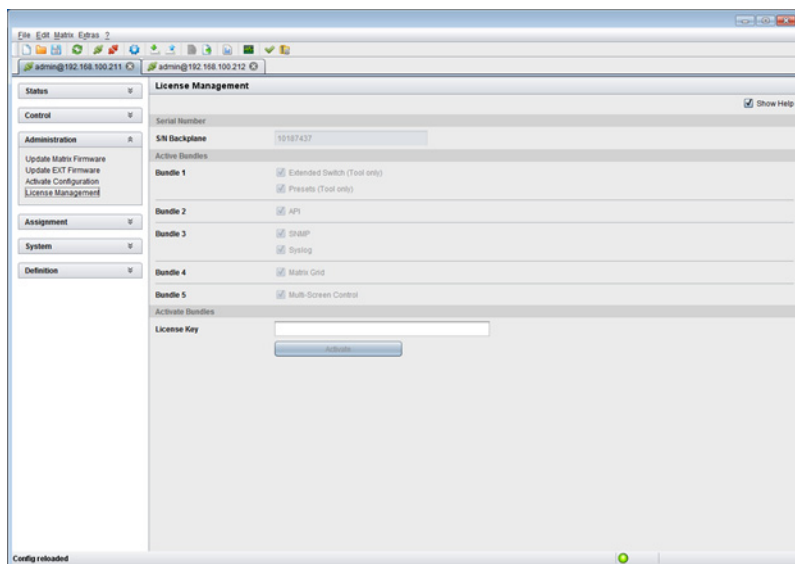 File Edit Matrix Extras ?
admin@192.168.100.211 admin@192.168.100.212
Status
Control
Administration
Update Matrix Firmware
Update EXT Firmware
Activate Configuration
License Management
Assignment
System
Definition
License Management
Show Help
Serial Number
S/N Backplane 10187437
Active Bundles
Bundle 1 Extended Switch (Tool only)
Presets (Tool only)
Bundle 2 API
Bundle 3 SNMP
Syslog
Bundle 4 Matrix Grid
Bundle 5 Multi-Screen Control
Activate Bundles
License Key
Activate
Config reloaded